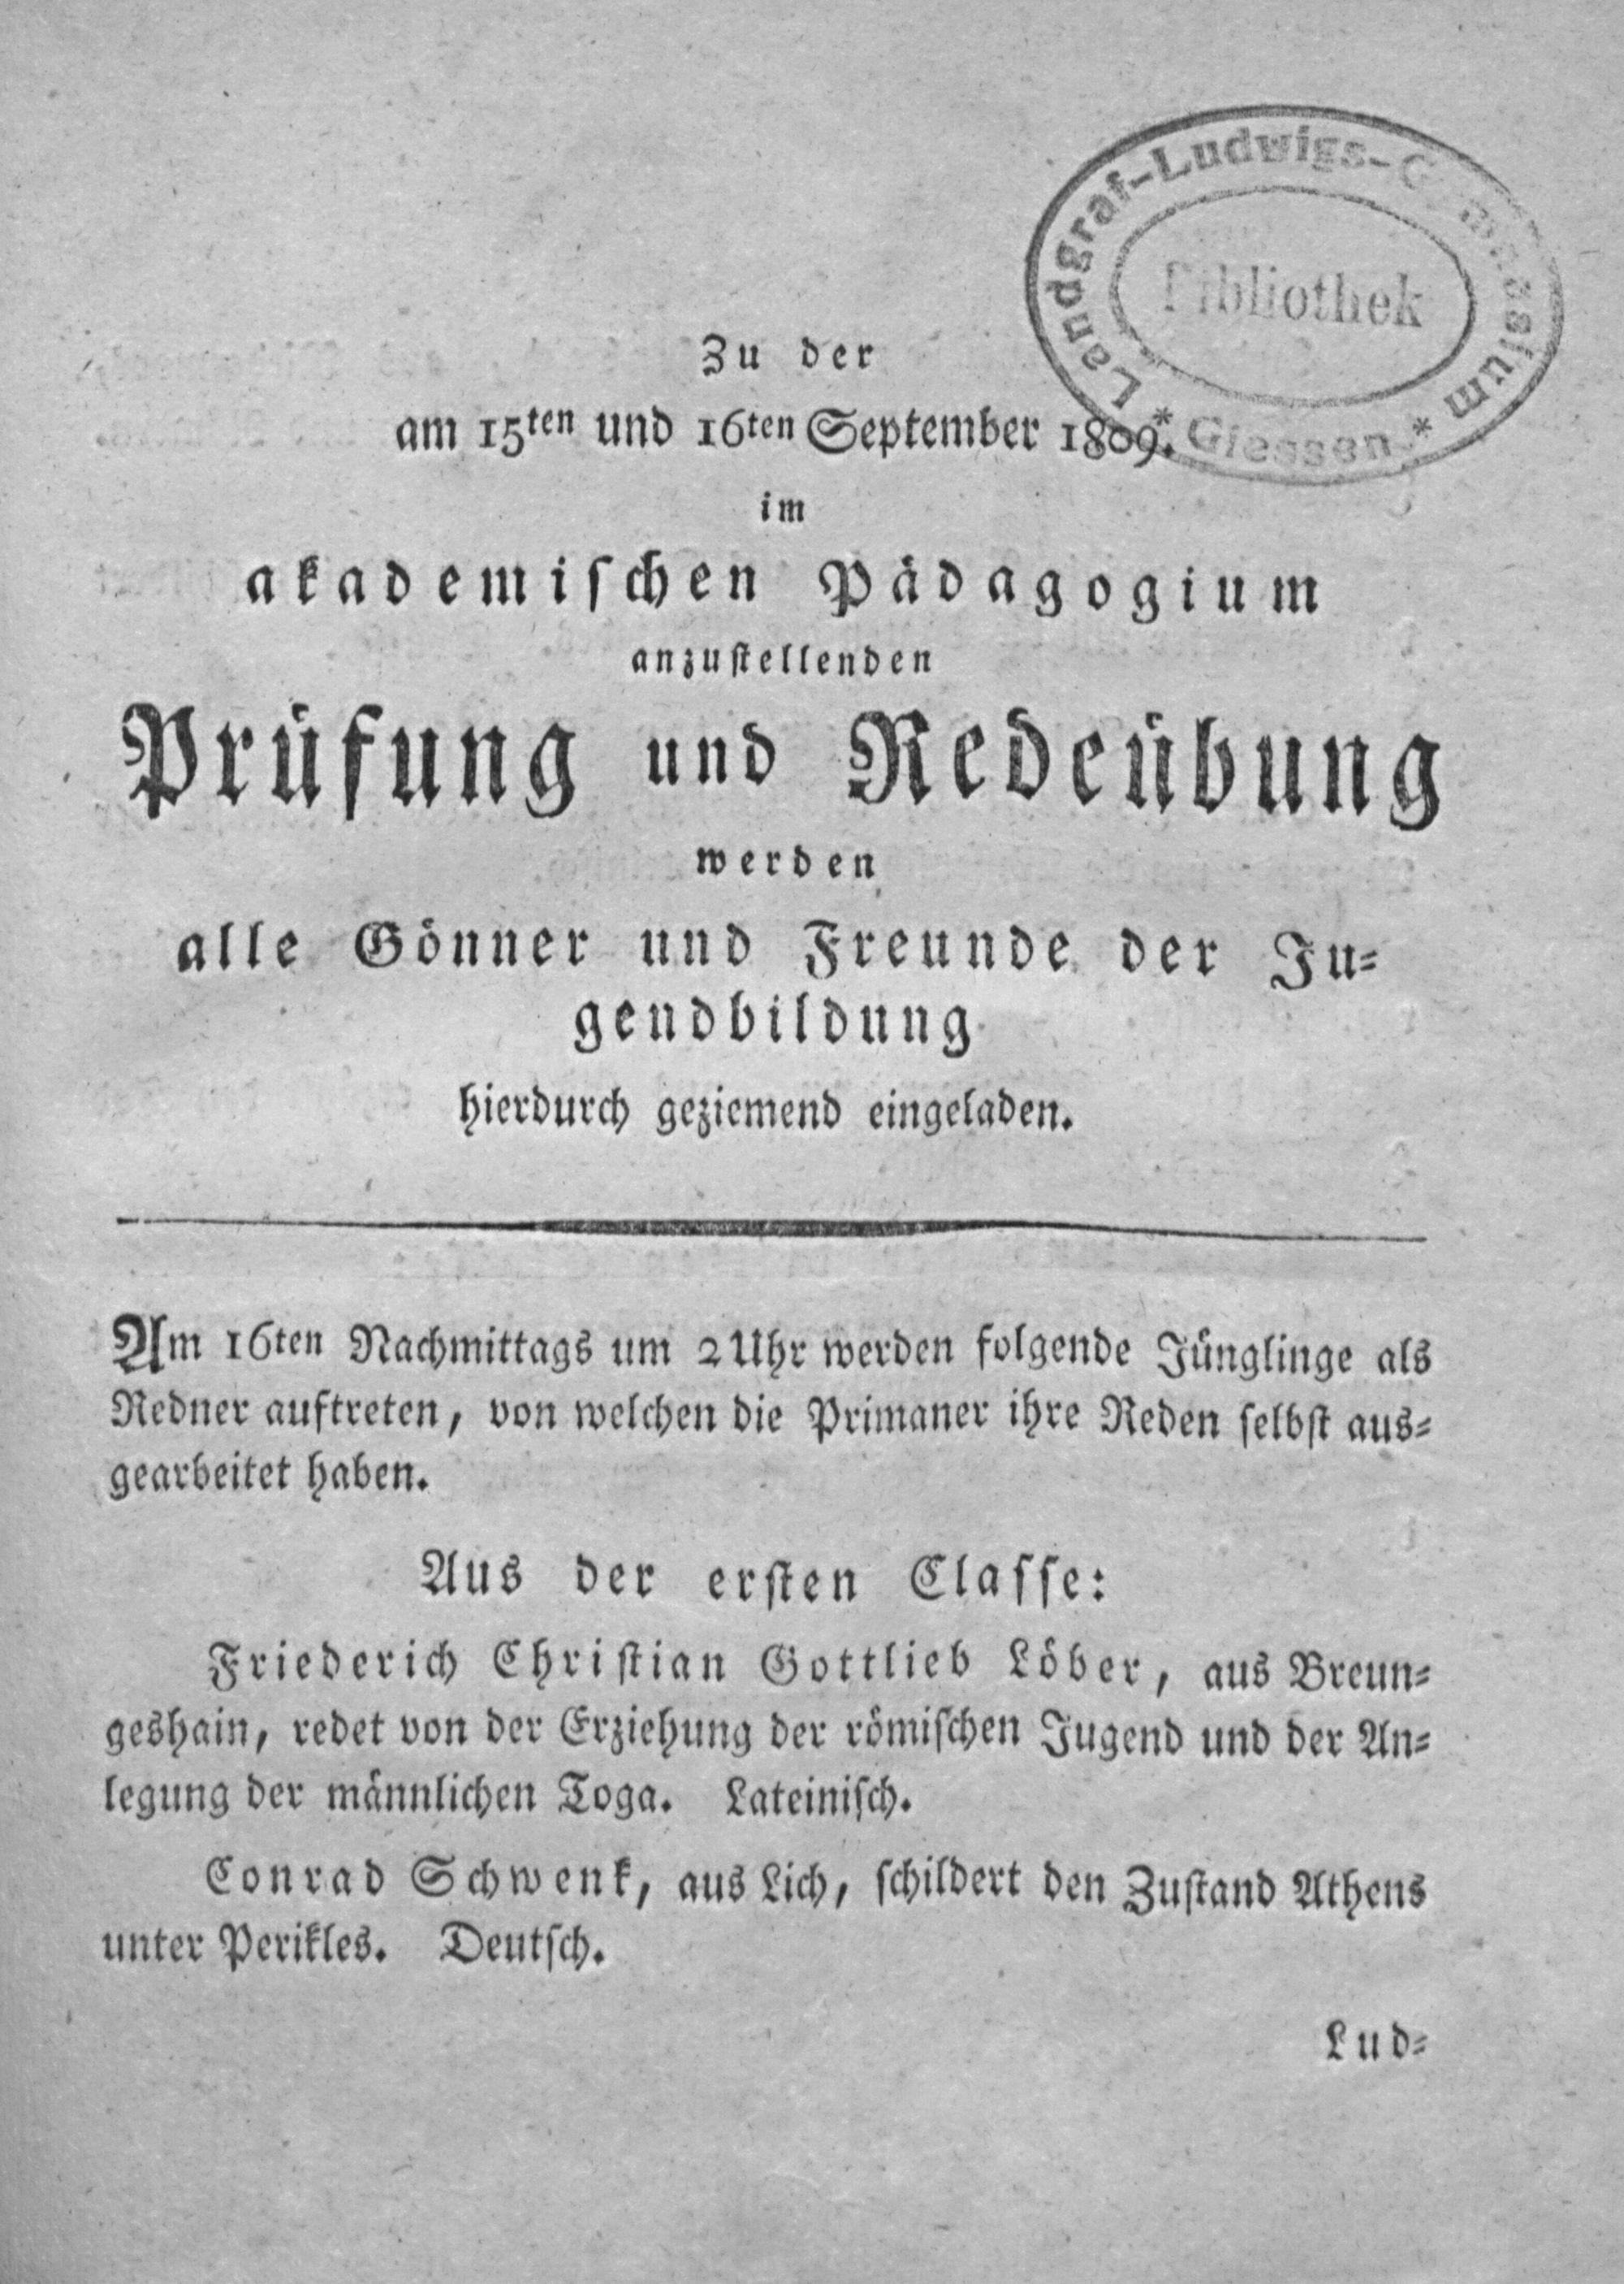 Landgraf-Ludwigs-Gymnasium
Bibliothek
* Giessen *
Zu der
am 15ten und 16ten September 1809.
im
akademischen Pädagogium
anzustellenden
Prüfung und Redeübung
werden
alle Gönner und Freunde der Ju-
gendbildung
hierdurch geziemend eingeladen.
Am 16ten Nachmittags um 2 Uhr werden folgende Jünglinge als
Redner auftreten, von welchen die Primaner ihre Reden selbst aus-
gearbeitet haben.
Aus der ersten Classe:
Friederich Christian Gottlieb Löber, aus Breun-
geshain, redet von der Erziehung der römischen Jugend und der An-
legung der männlichen Toga. Lateinisch.
Conrad Schwenk, aus Lich, schildert den Zustand Athens
unter Perikles. Deutsch.
Lud-